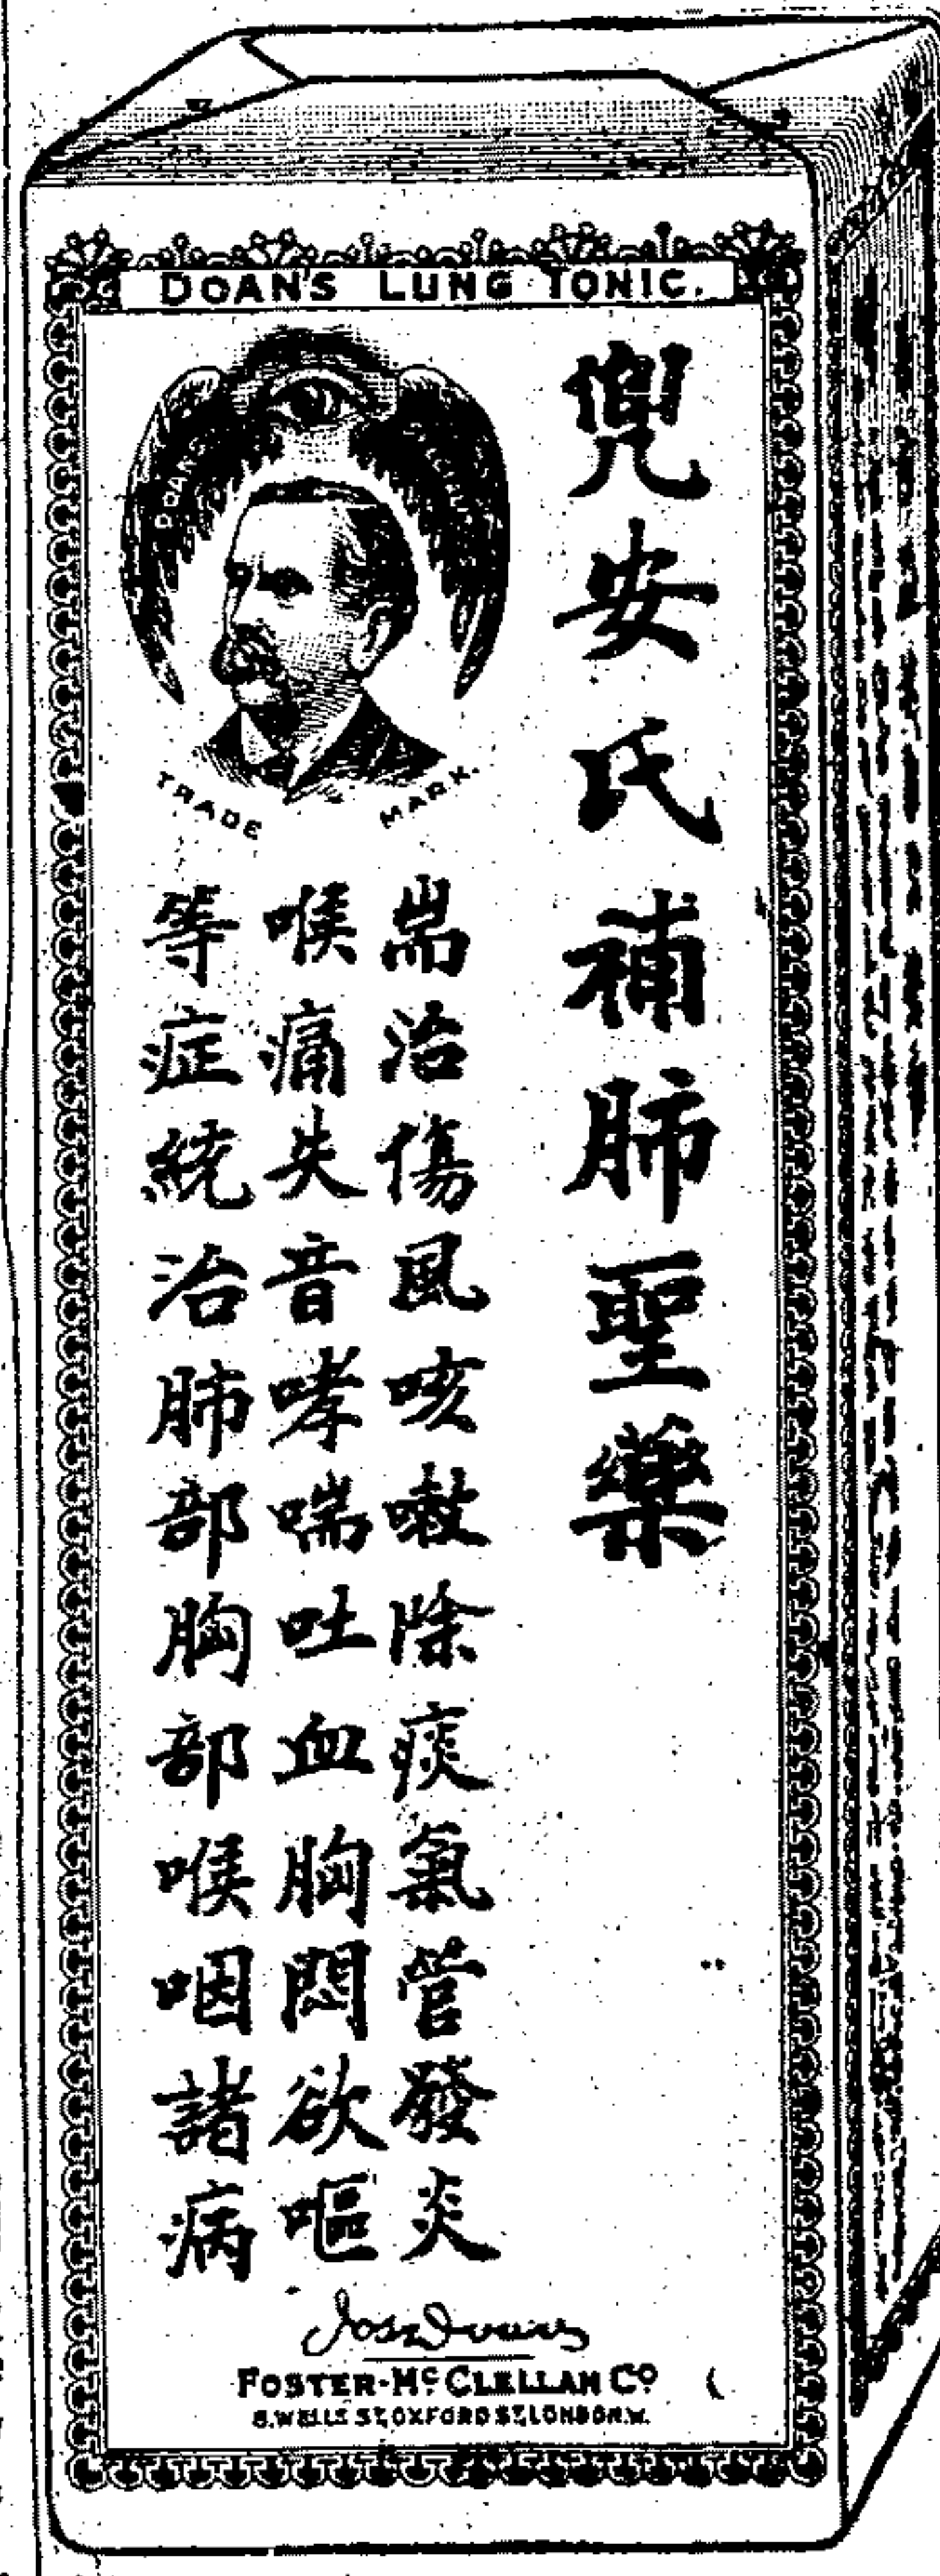 DOAN'S LUNG TONIC.
兜安氏補肺聖藥
DOAN
TRADE MARK.
耑治傷風咳嗽除痰氣管發炎
喉痛失音哮喘吐血胸悶欲嘔
等症統治肺部胸部喉咽諸病
FOSTER-McCLELLAN CO
8. WELLS ST, OXFORD ST, LONDON. W.